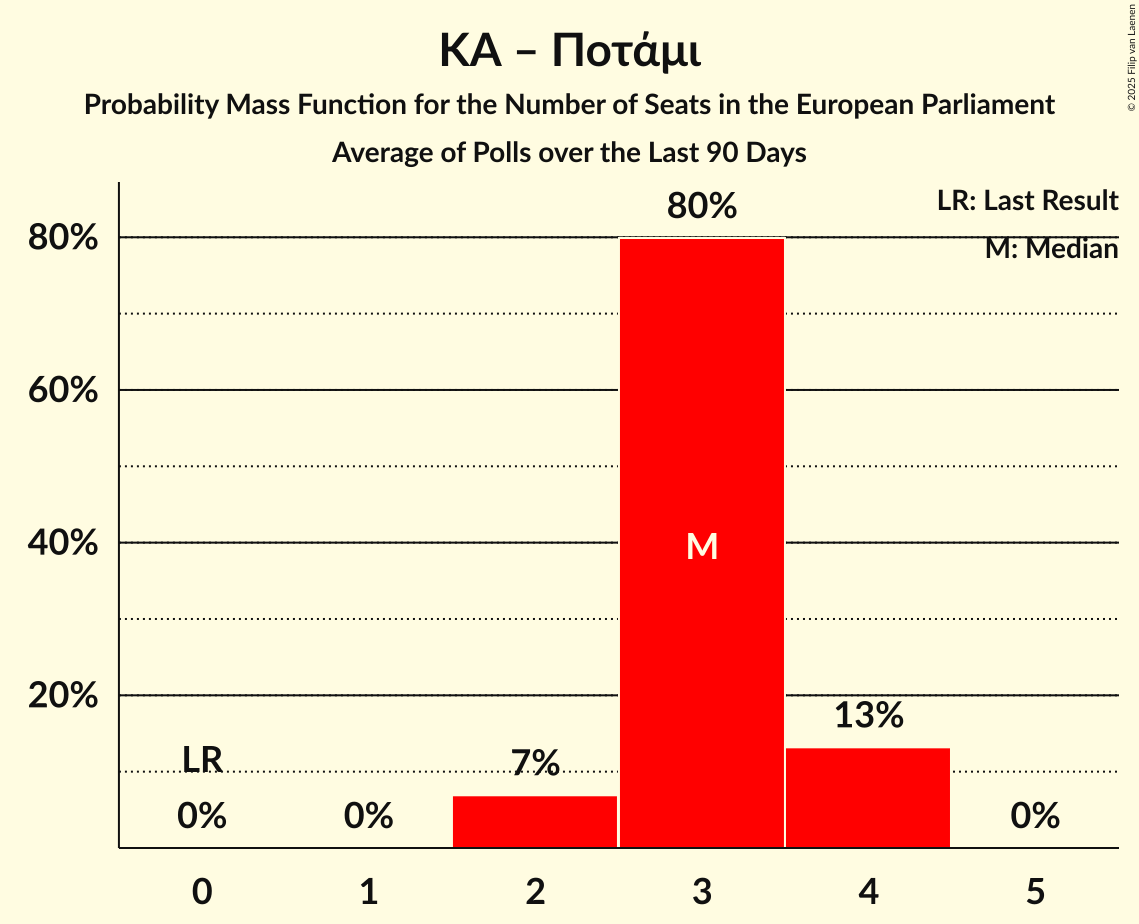 ΚΑ – Ποτάμι
Probability Mass Function for the Number of Seats in the European Parliament
Average of Polls over the Last 90 Days
© 2025 Filip van Laenen
LR: Last Result
M: Median
80%
60%
40%
20%
LR
0%
0%
7%
80%
M
13%
0%
0
1
2
3
4
5